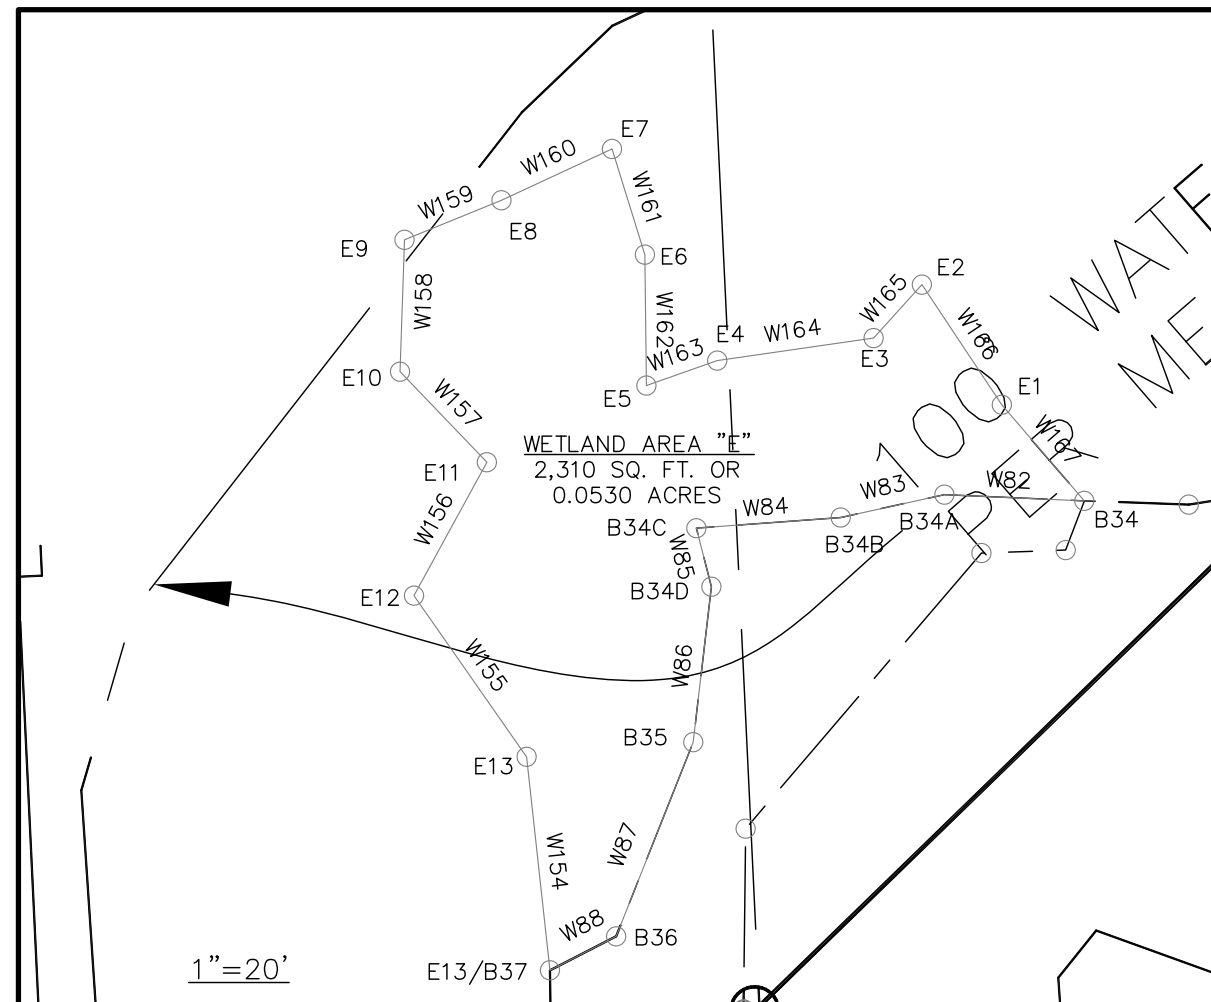 E7
W160
W159
W161
E8
E9
E6
W158
W162
E2
W165
WATE
E4
W164
W166
W163
E3
ME
E10
E5
E1
W157
W167
100
WETLAND AREA "E"
2,310 SQ. FT. OR
0.0530 ACRES
E11
W82
W83
W84
B34A
B34
B34C
B34B
W156
W85
B34D
E12
W155
W86
B35
E13
W87
W154
W88
B36
E13/B37
1"=20'